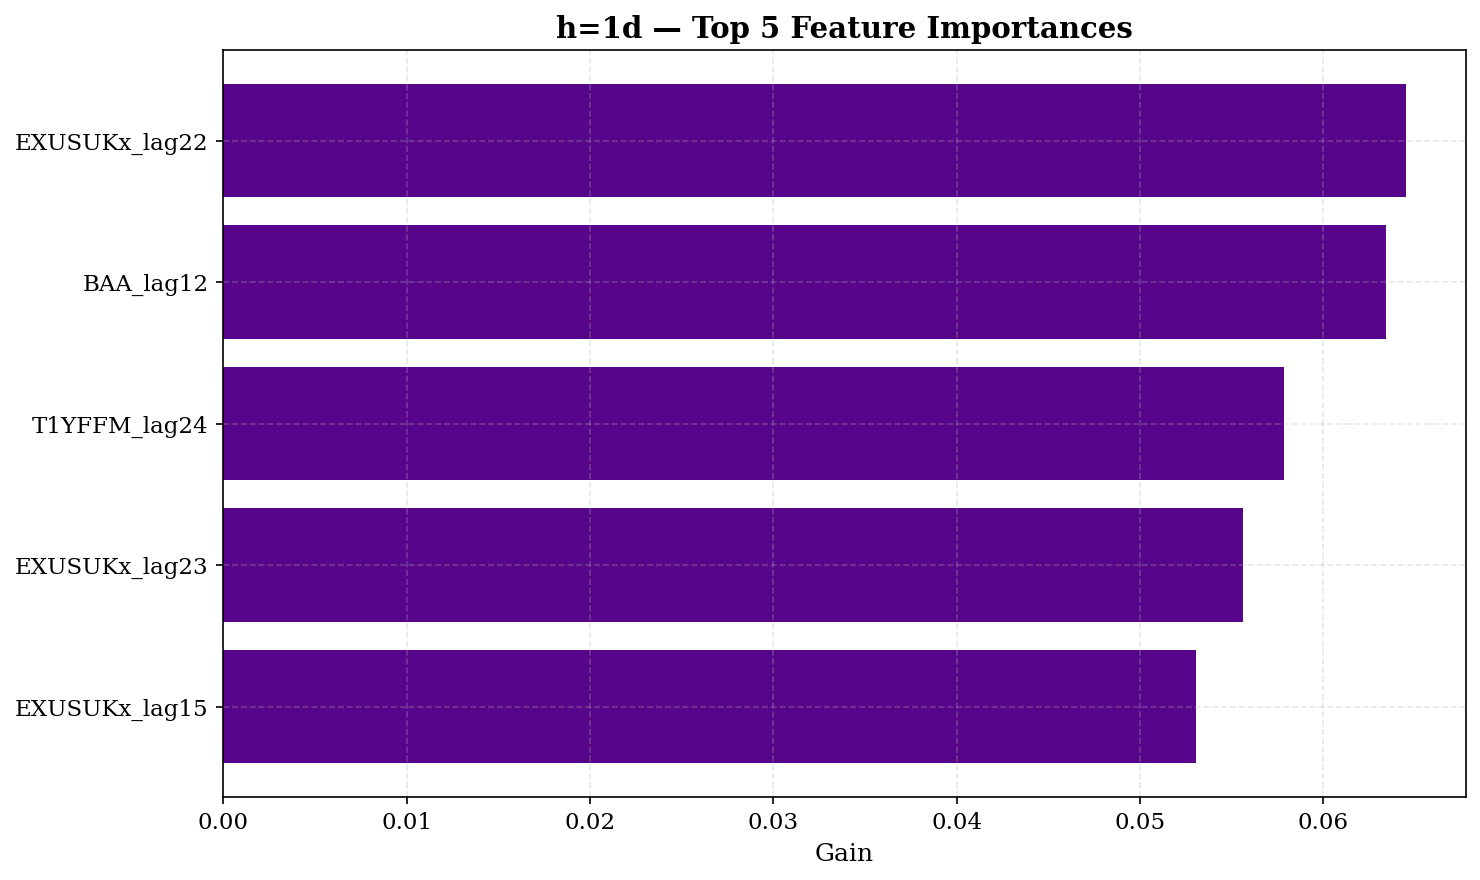 h=1d — Top 5 Feature Importances
EXUSUKx_lag22
BAA_lag12
T1YFFM_lag24
EXUSUKx_lag23
EXUSUKx_lag15
0.00 0.01 0.02 0.03 0.04 0.05 0.06
Gain